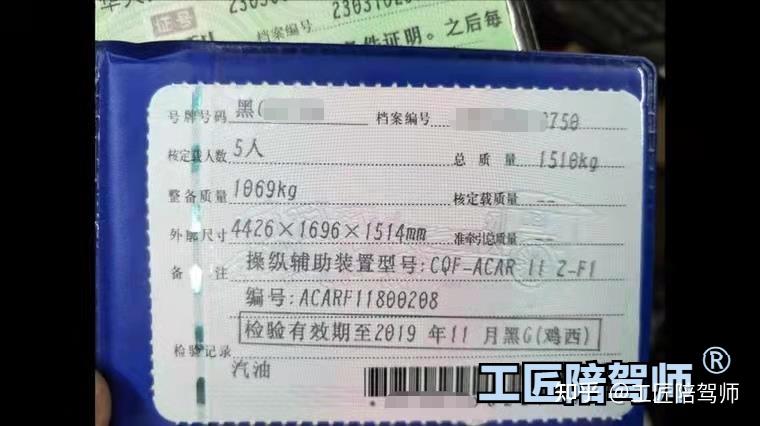 证号
档案编号
件证明。之后每
号牌号码 黑( 档案编号 3750
核定载人数 5人 总质量 1510kg
整备质量 1069kg 核定载质量 --
外廓尺寸 4426×1696×1514mm 准牵引总质量 --
备注 操纵辅助装置型号:CQF-ACAR II Z-F1
编号:ACARF11800208
检验有效期至2019 年11 月黑G(鸡西)
检验记录
汽油
工匠陪驾师®
知乎 @工匠陪驾师